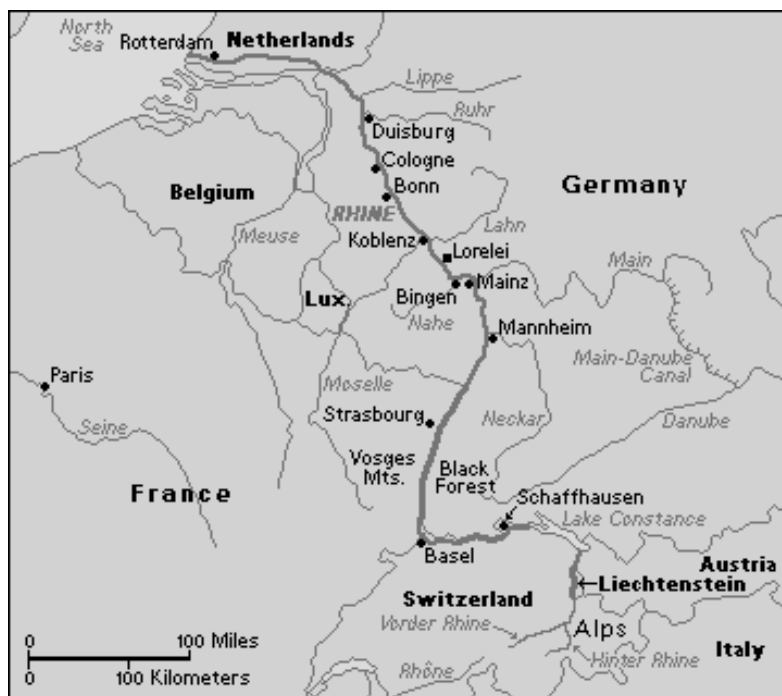 North
Sea
Rotterdam
Netherlands
Lippe
Ruhr
Duisburg
Cologne
Belgium
Bonn
Germany
RHINE
Lahn
Meuse
Koblenz
Lorelei
Main
Lux
Bingen
Mainz
Nahe
Mannheim
Main-Danube
Canal
Paris
Moselle
Seine
Strasbourg
Neckar
Danube
Vosges
Mts.
Black
Forest
France
Schaffhausen
Lake Constance
Basel
Austria
Liechtenstein
Switzerland
Vorder Rhine
Alps
Italy
Hinter Rhine
Rhône
0 100 Miles
0 100 Kilometers